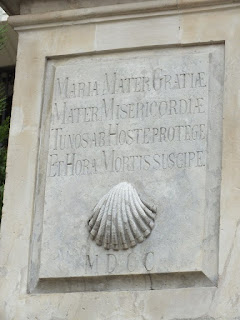 MARIA MATER GRATIÆ
MATER MISERICORDIÆ
TU NOS AB HOSTE PROTEGE
ET HORA MORTIS SUSCIPE
MDCC